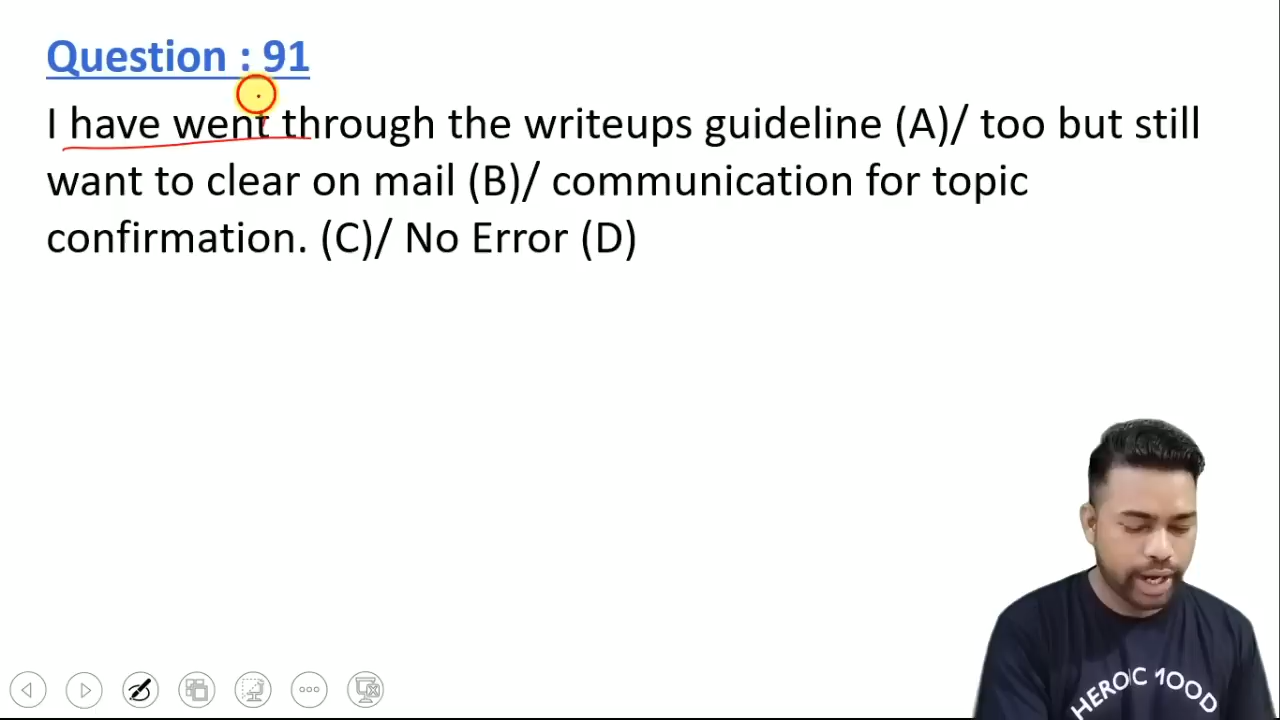 Question : 91
I have went through the writeups guideline (A)/ too but still
want to clear on mail (B)/ communication for topic
confirmation. (C)/ No Error (D)
HEROIC MOOD